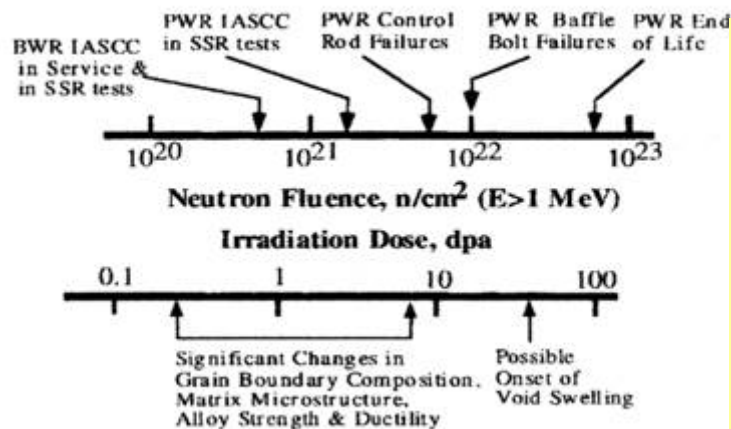 BWR IASCC
in Service &
in SSR tests
PWR IASCC
in SSR tests
PWR Control
Rod Failures
PWR Baffle
Bolt Failures
PWR End
of Life
10^20 10^21 10^22 10^23
Neutron Fluence, n/cm² (E>1 MeV)
Irradiation Dose, dpa
0.1 1 10 100
Significant Changes in
Grain Boundary Composition,
Matrix Microstructure,
Alloy Strength & Ductility
Possible
Onset of
Void Swelling